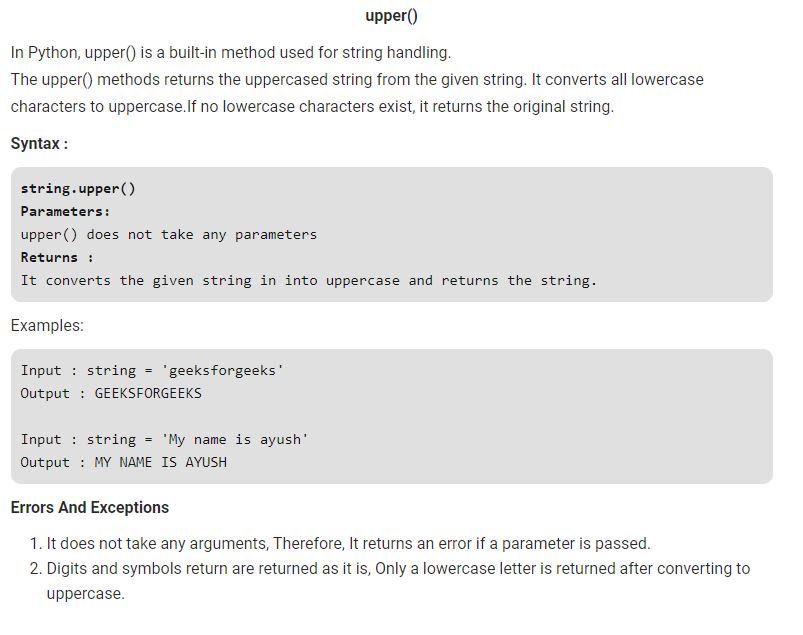 upper()
In Python, upper() is a built-in method used for string handling.
The upper() methods returns the uppercased string from the given string. It converts all lowercase
characters to uppercase.If no lowercase characters exist, it returns the original string.
Syntax :
string.upper()
Parameters:
upper() does not take any parameters
Returns :
It converts the given string in into uppercase and returns the string.
Examples:
Input : string = 'geeksforgeeks'
Output : GEEKSFORGEEKS
Input : string = 'My name is ayush'
Output : MY NAME IS AYUSH
Errors And Exceptions
1. It does not take any arguments, Therefore, It returns an error if a parameter is passed.
2. Digits and symbols return are returned as it is, Only a lowercase letter is returned after converting to
uppercase.